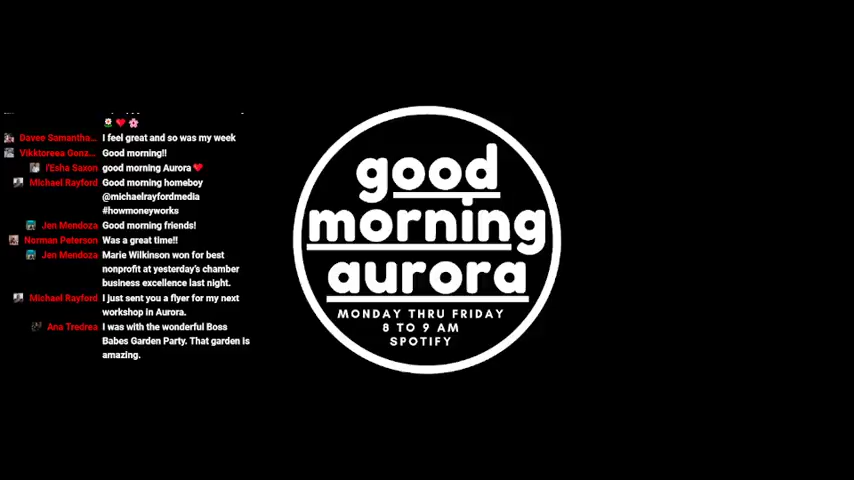 Davee Samantha... I feel great and so was my week
Vikktoreea Gonz... Good morning!!
I'Esha Saxon good morning Aurora❤️
Michael Rayford Good morning homeboy
@michaelrayfordmedia
#howmoneyworks
Jen Mendoza Good morning friends!
Norman Peterson Was a great time!!
Jen Mendoza Marie Wilkinson won for best
nonprofit at yesterday's chamber
business excellence last night.
Michael Rayford I just sent you a flyer for my next
workshop in Aurora.
Ana Tredrea I was with the wonderful Boss
Babes Garden Party. That garden is
amazing.
good
morning
aurora
MONDAY THRU FRIDAY
8 TO 9 AM
SPOTIFY